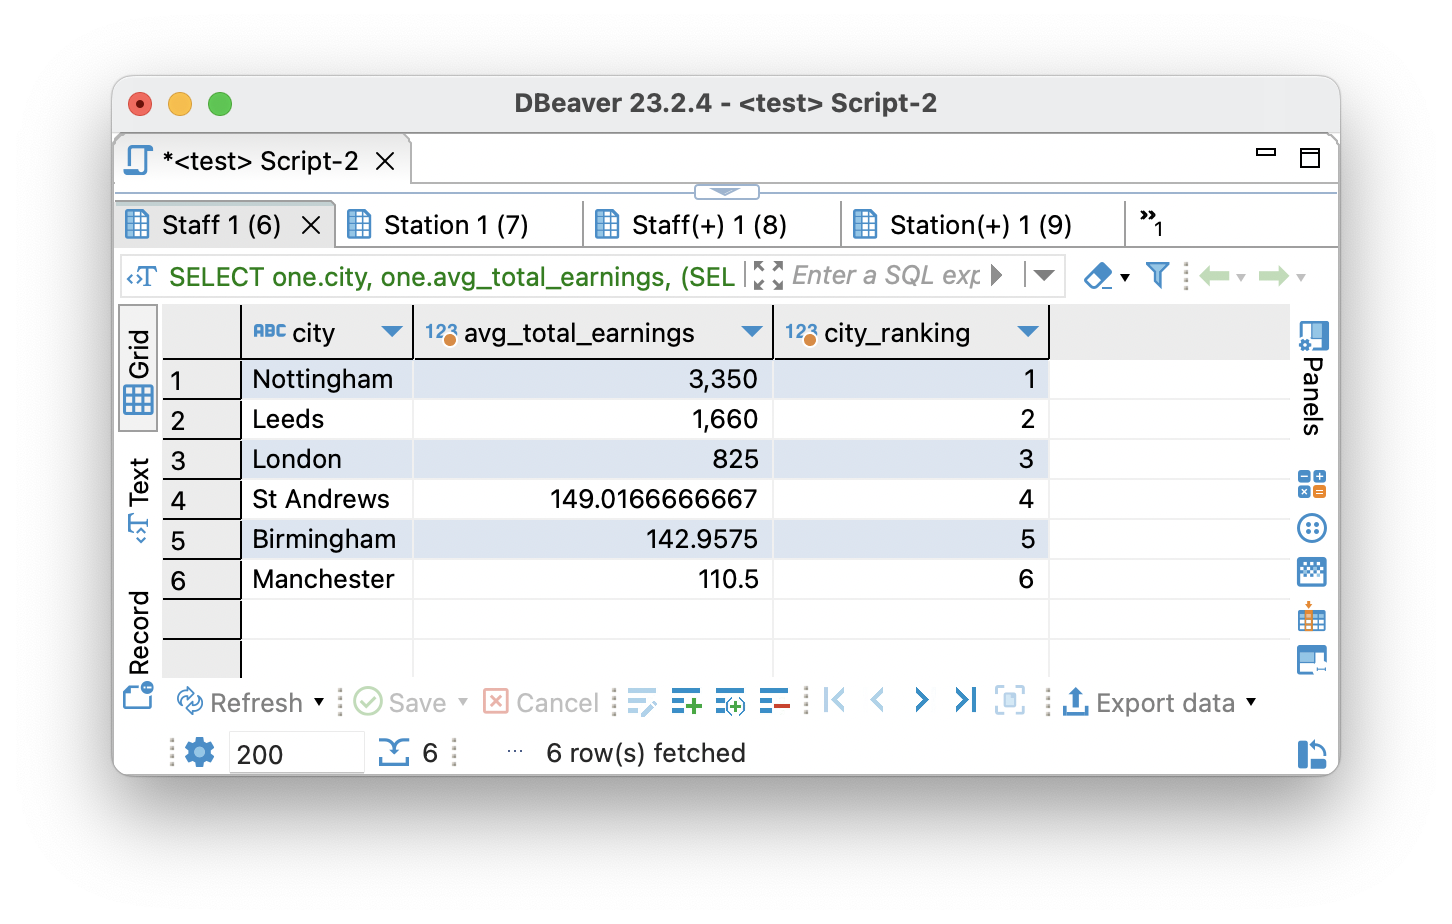 DBeaver 23.2.4 - <test> Script-2
*<test> Script-2
Staff 1 (6)
Station 1 (7)
Staff(+) 1 (8)
Station(+) 1 (9)
»1
SELECT one.city, one.avg_total_earnings, (SEL
Enter a SQL exp
Grid
Text
Record
ABC city 123 avg_total_earnings 123 city_ranking
1 Nottingham 3,350 1
2 Leeds 1,660 2
3 London 825 3
4 St Andrews 149.0166666667 4
5 Birmingham 142.9575 5
6 Manchester 110.5 6
Panels
Refresh Save Cancel Export data
200 6 ... 6 row(s) fetched